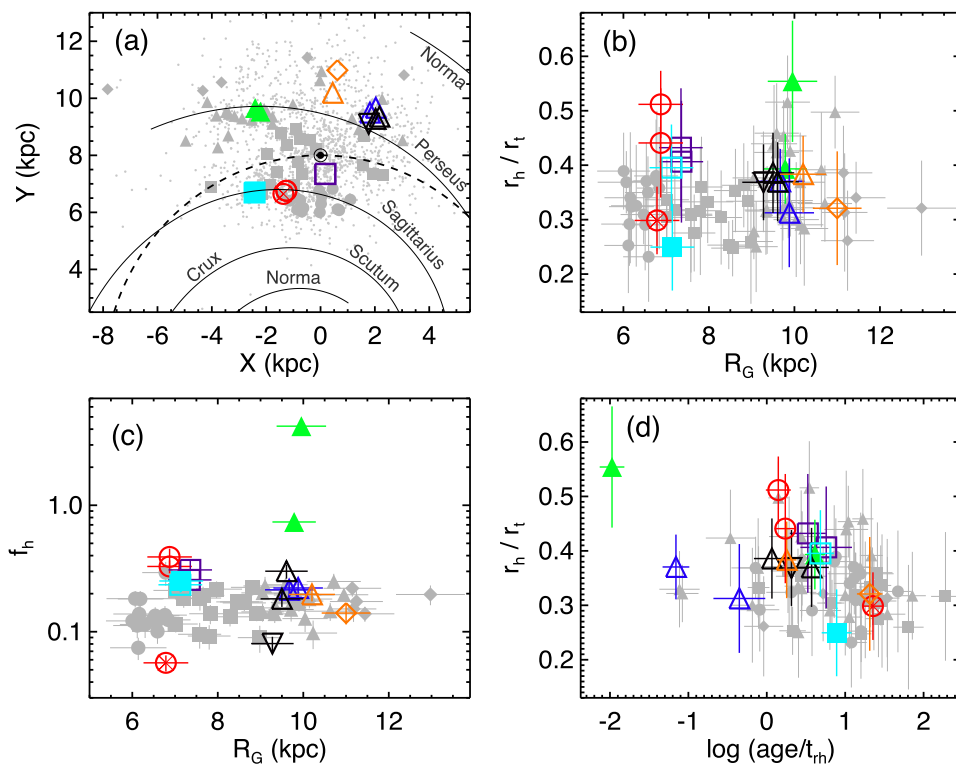 (a)
Norma
Perseus
Sagittarius
Scutum
Crux
Norma
12
10
8
6
4
Y (kpc)
-8 -6 -4 -2 0 2 4
X (kpc)
(b)
0.6
0.5
0.4
0.3
0.2
r_h / r_t
6 8 10 12
R_G (kpc)
(c)
1.0
0.1
f_h
6 8 10 12
R_G (kpc)
(d)
0.6
0.5
0.4
0.3
0.2
r_h / r_t
-2 -1 0 1 2
log (age/t_rh)